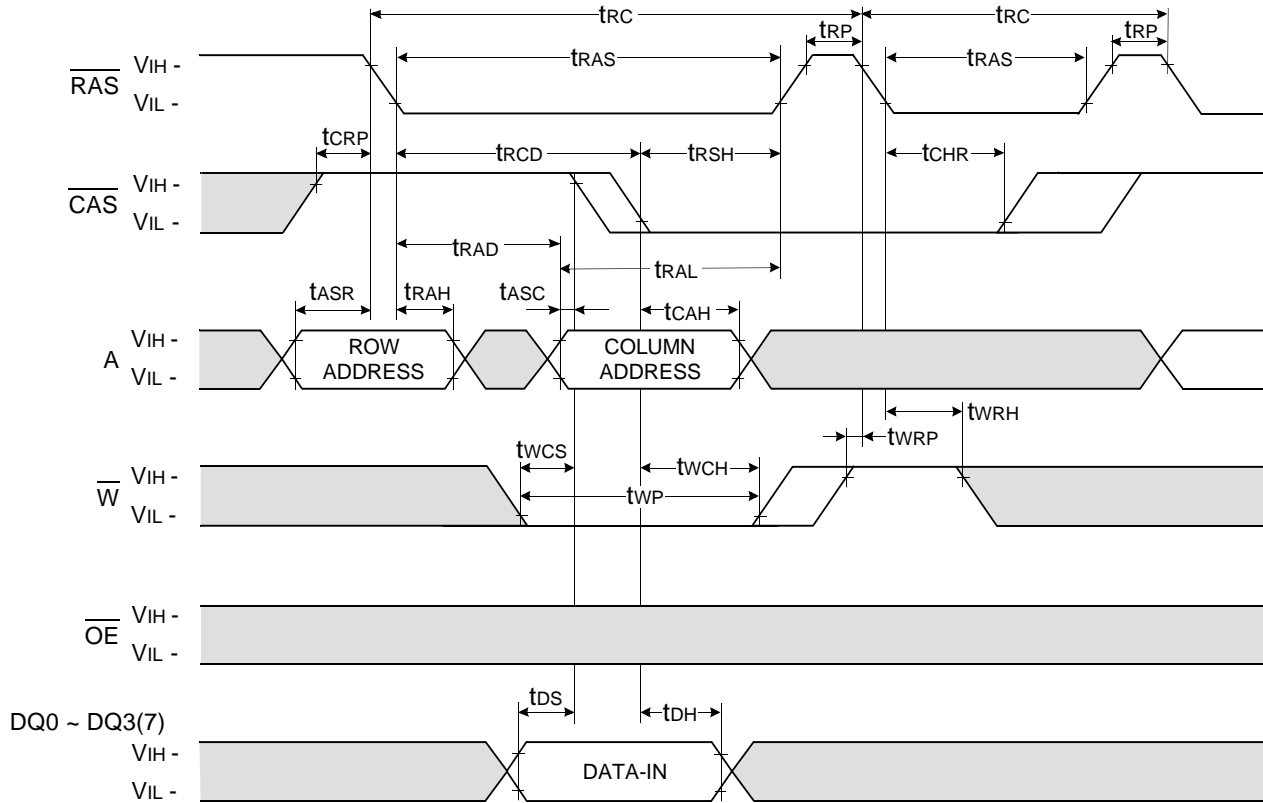 tRC tRC
tRP tRP
tRAS tRAS
RAS VIH -
VIL -
tCRP tRCD tRSH tCHR
CAS VIH -
VIL -
tRAD
tRAL
tASR tRAH tASC tCAH
A VIH -
VIL -
ROW
ADDRESS
COLUMN
ADDRESS
tWRH
tWRP
tWCS tWCH
tWP
W VIH -
VIL -
OE VIH -
VIL -
tDS tDH
DQ0 ~ DQ3(7)
VIH -
VIL -
DATA-IN